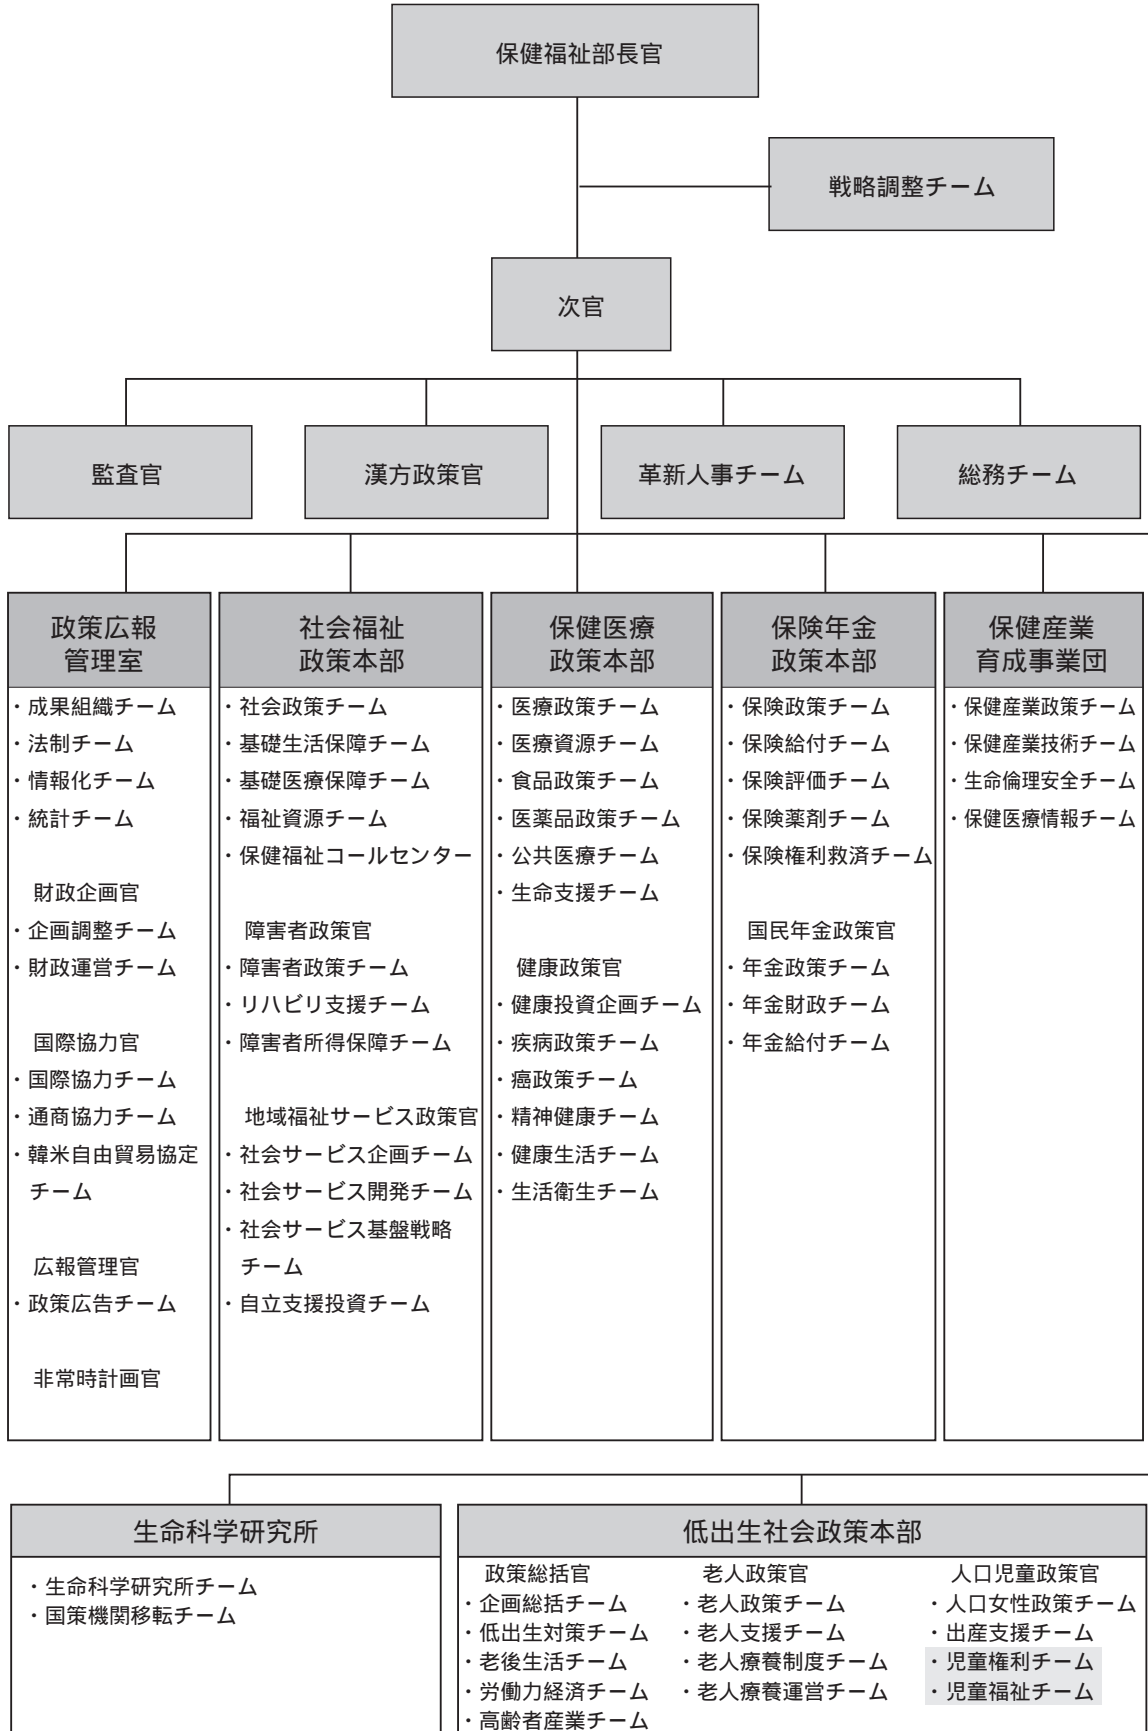 保健福祉部長官
戦略調整チーム
次官
監査官
漢方政策官
革新人事チーム
総務チーム
政策広報
管理室
・成果組織チーム
・法制チーム
・情報化チーム
・統計チーム
財政企画官
・企画調整チーム
・財政運営チーム
国際協力官
・国際協力チーム
・通商協力チーム
・韓米自由貿易協定
チーム
広報管理官
・政策広告チーム
非常時計画官
社会福祉
政策本部
・社会政策チーム
・基礎生活保障チーム
・基礎医療保障チーム
・福祉資源チーム
・保健福祉コールセンター
障害者政策官
・障害者政策チーム
・リハビリ支援チーム
・障害者所得保障チーム
地域福祉サービス政策官
・社会サービス企画チーム
・社会サービス開発チーム
・社会サービス基盤戦略
チーム
・自立支援投資チーム
保健医療
政策本部
・医療政策チーム
・医療資源チーム
・食品政策チーム
・医薬品政策チーム
・公共医療チーム
・生命支援チーム
健康政策官
・健康投資企画チーム
・疾病政策チーム
・癌政策チーム
・精神健康チーム
・健康生活チーム
・生活衛生チーム
保険年金
政策本部
・保険政策チーム
・保険給付チーム
・保険評価チーム
・保険薬剤チーム
・保険権利救済チーム
国民年金政策官
・年金政策チーム
・年金財政チーム
・年金給付チーム
保健産業
育成事業団
・保健産業政策チーム
・保健産業技術チーム
・生命倫理安全チーム
・保健医療情報チーム
生命科学研究所
・生命科学研究所チーム
・国策機関移転チーム
低出生社会政策本部
政策総括官
・企画総括チーム
・低出生対策チーム
・老後生活チーム
・労働力経済チーム
・高齢者産業チーム
老人政策官
・老人政策チーム
・老人支援チーム
・老人療養制度チーム
・老人療養運営チーム
人口児童政策官
・人口女性政策チーム
・出産支援チーム
・児童権利チーム
・児童福祉チーム